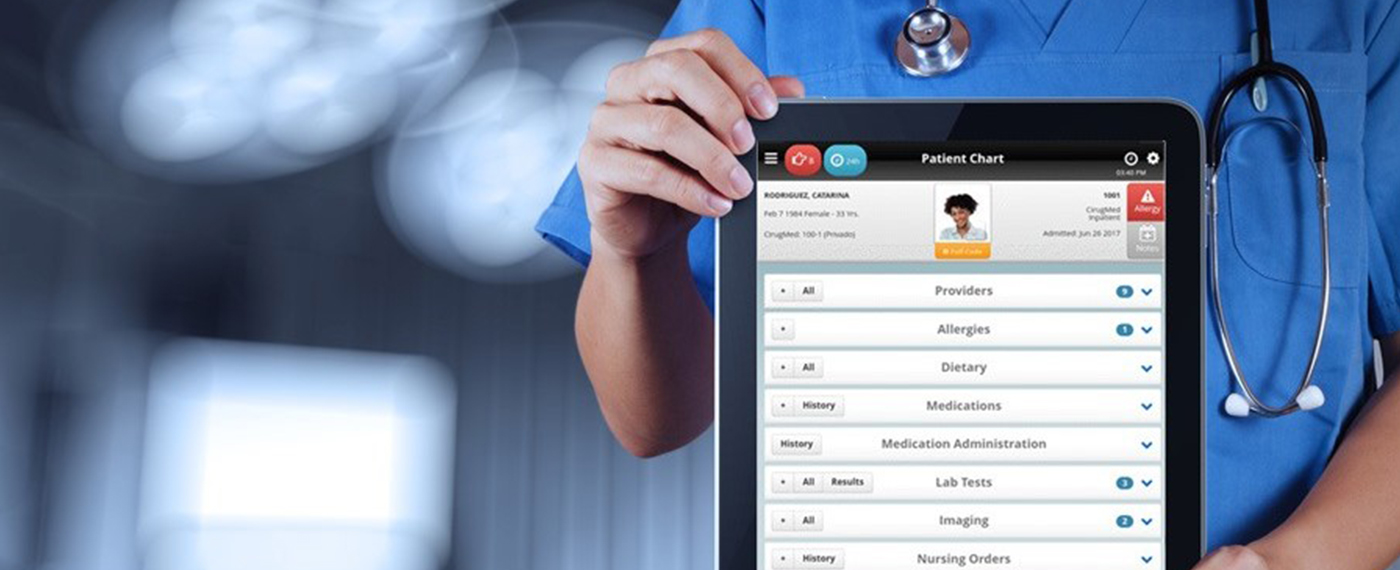 8
24h
Patient Chart
03:40 PM
RODRIGUEZ, CATARINA
Feb 7 1984 Female - 33 Yrs.
CirugMed: 100-1 (Privado)
Full Code
1001
CirugMed
Inpatient
Admitted: Jun 26 2017
Allergy
Notes
All Providers 9
Allergies 1
All Dietary
History Medications
History Medication Administration
All Results Lab Tests 3
All Imaging 2
History Nursing Orders